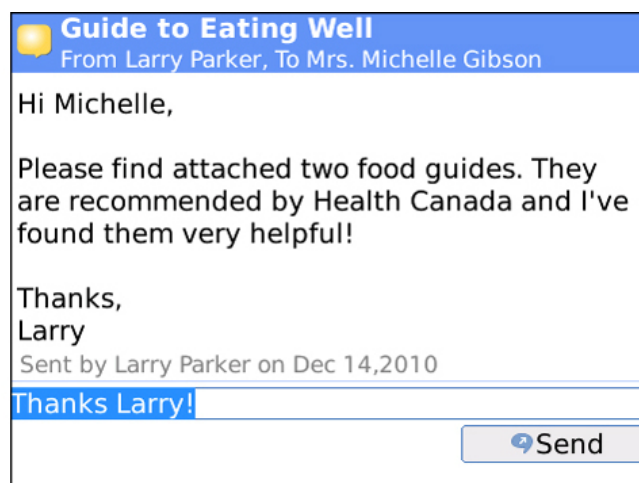 Guide to Eating Well
From Larry Parker, To Mrs. Michelle Gibson
Hi Michelle,
Please find attached two food guides. They
are recommended by Health Canada and I've
found them very helpful!
Thanks,
Larry
Sent by Larry Parker on Dec 14,2010
Thanks Larry!
Send